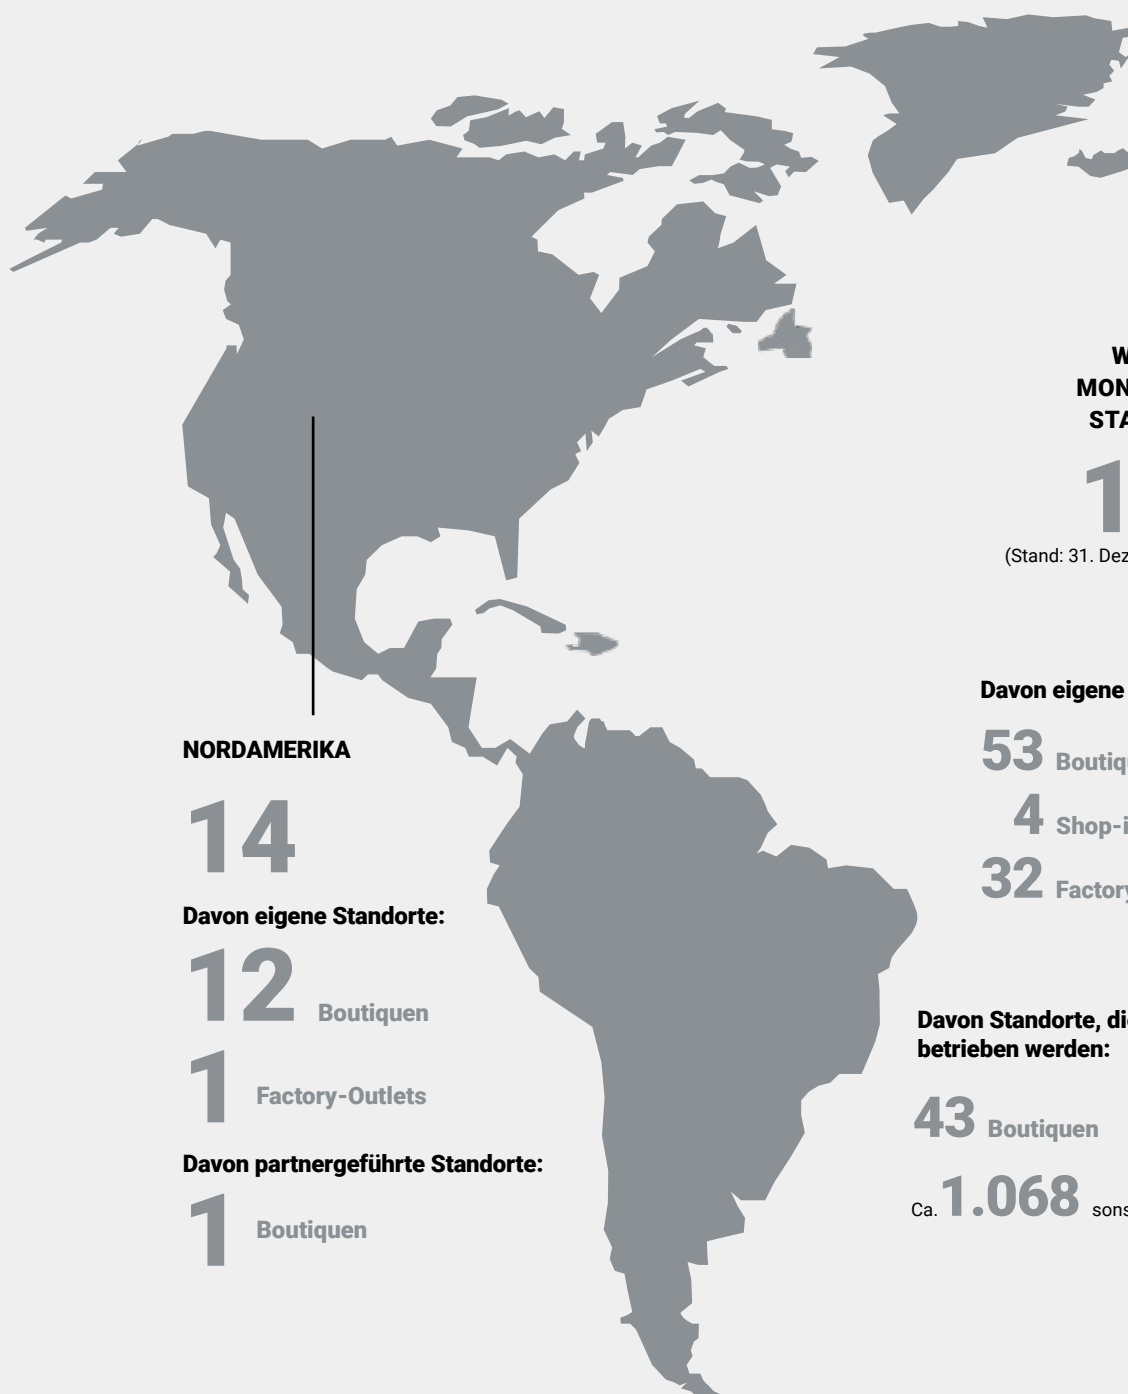 W
MON
STA
1
(Stand: 31. Dez
NORDAMERIKA
14
Davon eigene Standorte:
12 Boutiquen
1 Factory-Outlets
Davon partnergeführte Standorte:
1 Boutiquen
Davon eigene
53 Boutiqu
4 Shop-i
32 Factory
Davon Standorte, die
betrieben werden:
43 Boutiquen
Ca. 1.068 sons